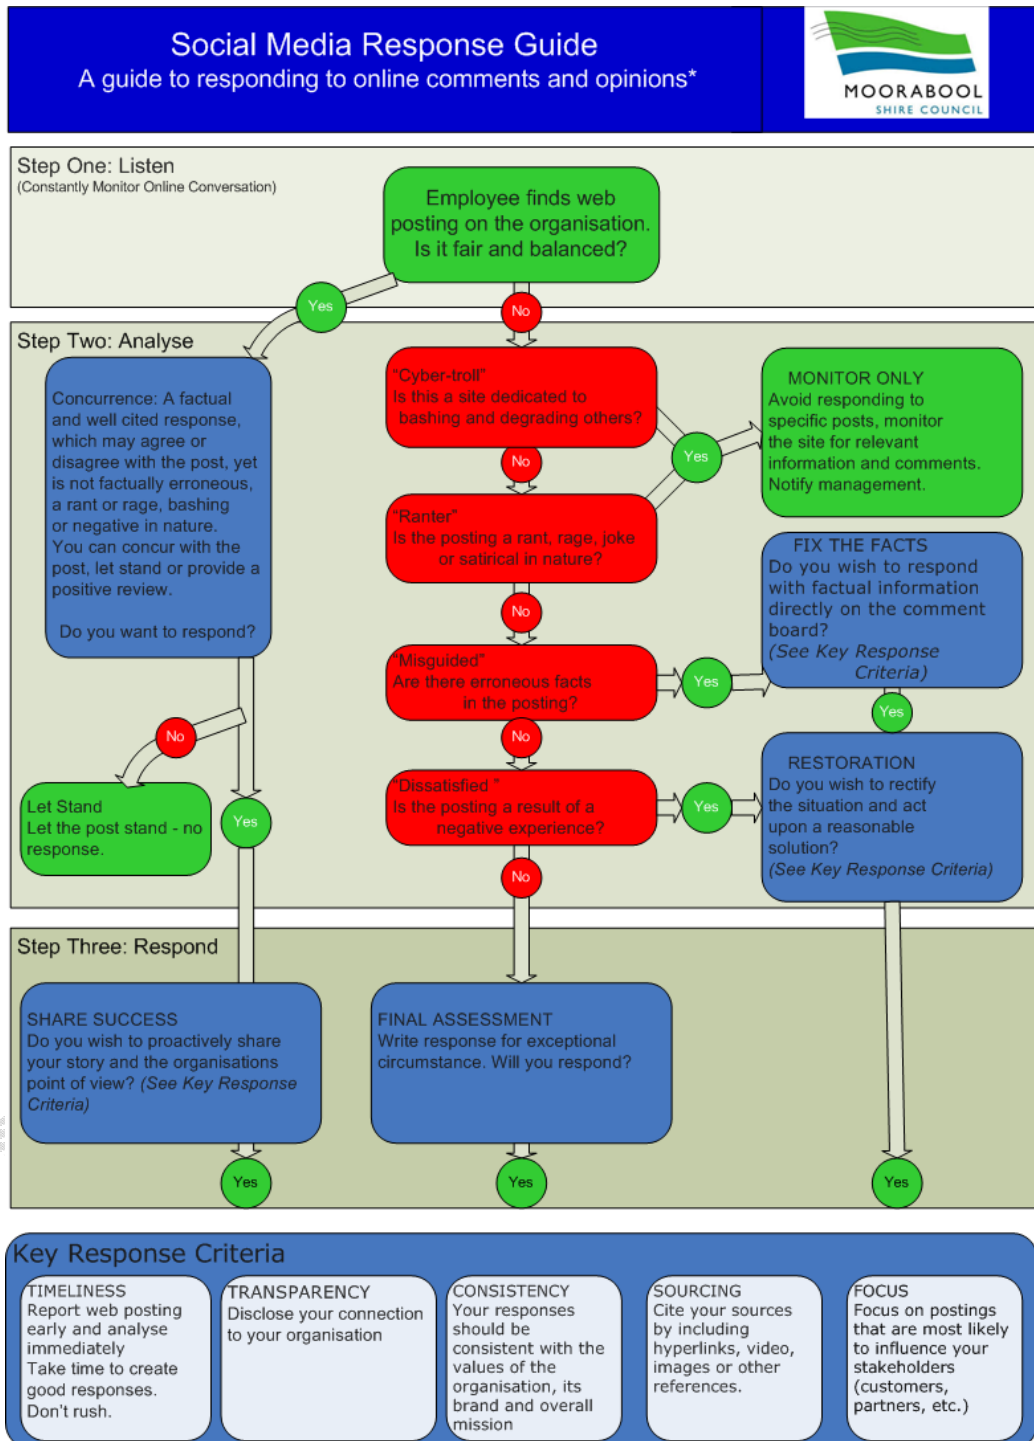 Social Media Response Guide
A guide to responding to online comments and opinions*
MOORABOOL
SHIRE COUNCIL
Step One: Listen
(Constantly Monitor Online Conversation)
Employee finds web
posting on the organisation.
Is it fair and balanced?
Yes
No
Step Two: Analyse
Concurrence: A factual
and well cited response,
which may agree or
disagree with the post, yet
is not factually erroneous,
a rant or rage, bashing
or negative in nature.
You can concur with the
post, let stand or provide a
positive review.
Do you want to respond?
"Cyber-troll"
Is this a site dedicated to
bashing and degrading others?
Yes
MONITOR ONLY
Avoid responding to
specific posts, monitor
the site for relevant
information and comments.
Notify management.
No
"Ranter"
Is the posting a rant, rage, joke
or satirical in nature?
No
FIX THE FACTS
Do you wish to respond
with factual information
directly on the comment
board?
(See Key Response
Criteria)
"Misguided"
Are there erroneous facts
in the posting?
Yes
Yes
No
No
Let Stand
Let the post stand - no
response.
Yes
"Dissatisfied "
Is the posting a result of a
negative experience?
Yes
RESTORATION
Do you wish to rectify
the situation and act
upon a reasonable
solution?
(See Key Response Criteria)
No
Step Three: Respond
SHARE SUCCESS
Do you wish to proactively share
your story and the organisations
point of view? (See Key Response
Criteria)
FINAL ASSESSMENT
Write response for exceptional
circumstance. Will you respond?
Yes
Yes
Yes
Key Response Criteria
TIMELINESS
Report web posting
early and analyse
immediately
Take time to create
good responses.
Don't rush.
TRANSPARENCY
Disclose your connection
to your organisation
CONSISTENCY
Your responses
should be
consistent with the
values of the
organisation, its
brand and overall
mission
SOURCING
Cite your sources
by including
hyperlinks, video,
images or other
references.
FOCUS
Focus on postings
that are most likely
to influence your
stakeholders
(customers,
partners, etc.)